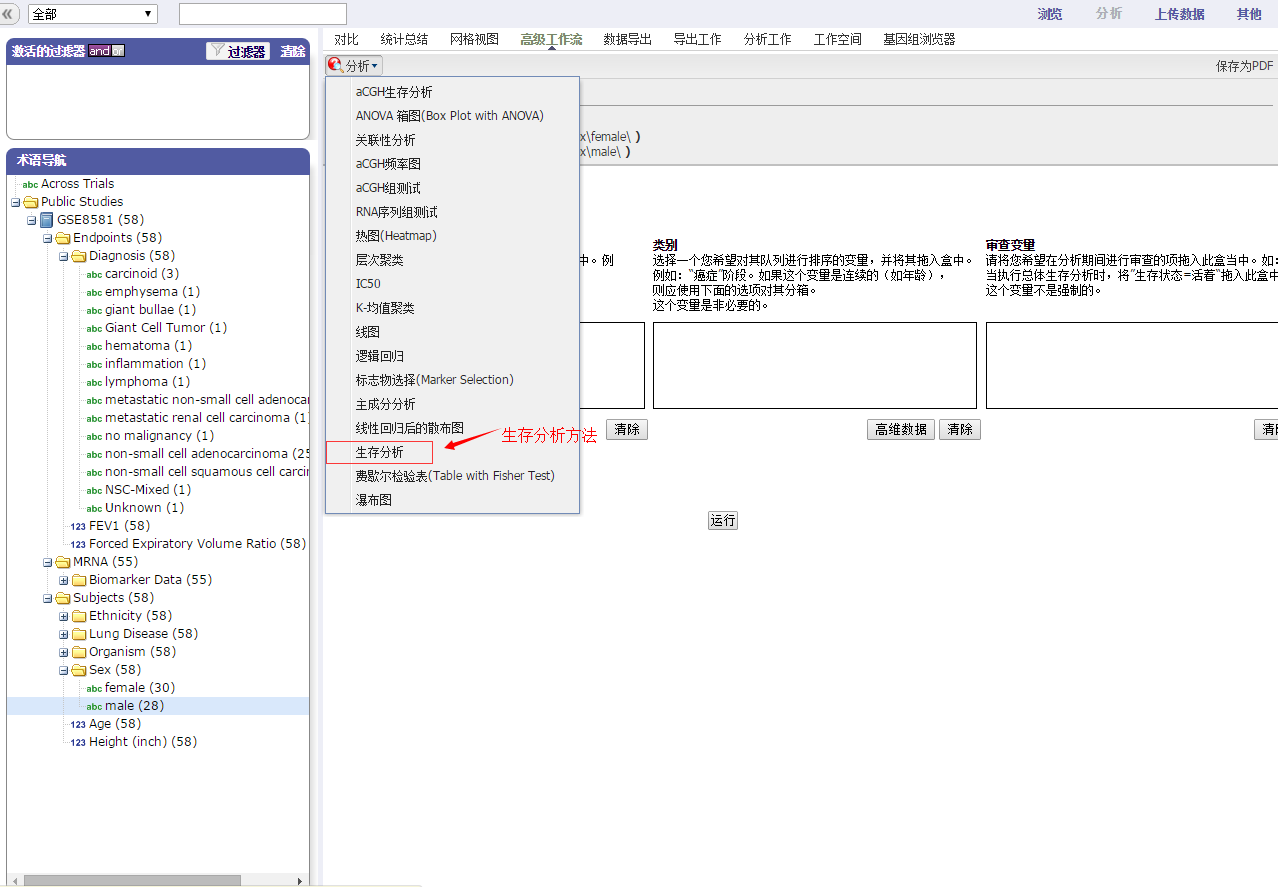 全部
浏览 分析 上传数据 其他
激活的过滤器 and or 过滤器 清除
术语导航
abc Across Trials
Public Studies
GSE8581 (58)
Endpoints (58)
Diagnosis (58)
abc carcinoid (3)
abc emphysema (1)
abc giant bullae (1)
abc Giant Cell Tumor (1)
abc hematoma (1)
abc inflammation (1)
abc lymphoma (1)
abc metastatic non-small cell adenocar
abc metastatic renal cell carcinoma (1)
abc no malignancy (1)
abc non-small cell adenocarcinoma (25
abc non-small cell squamous cell carcin
abc NSC-Mixed (1)
abc Unknown (1)
123 FEV1 (58)
123 Forced Expiratory Volume Ratio (58)
MRNA (55)
Biomarker Data (55)
Subjects (58)
Ethnicity (58)
Lung Disease (58)
Organism (58)
Sex (58)
abc female (30)
abc male (28)
123 Age (58)
123 Height (inch) (58)
对比 统计总结 网格视图 高级工作流 数据导出 导出工作 分析工作 工作空间 基因组浏览器
分析 保存为PDF
aCGH生存分析
ANOVA 箱图(Box Plot with ANOVA)
关联性分析
aCGH频率图
aCGH组测试
RNA序列组测试
热图(Heatmap)
层次聚类
IC50
K-均值聚类
线图
逻辑回归
标志物选择(Marker Selection)
主成分分析
线性回归后的散布图
生存分析
费歇尔检验表(Table with Fisher Test)
瀑布图
生存分析方法
x\female\ )
x\male\ )
中。例
清除
类别
选择一个您希望对其队列进行排序的变量，并将其拖入盒中。
例如：“癌症”阶段。如果这个变量是连续的（如年龄），
则应使用下面的选项对其分箱。
这个变量是非必要的。
高维数据 清除
审查变量
请将您希望在分析期间进行审查的项拖入此盒当中。如：
当执行总体生存分析时，将“生存状态=活着”拖入此盒中
这个变量不是强制的。
清
运行